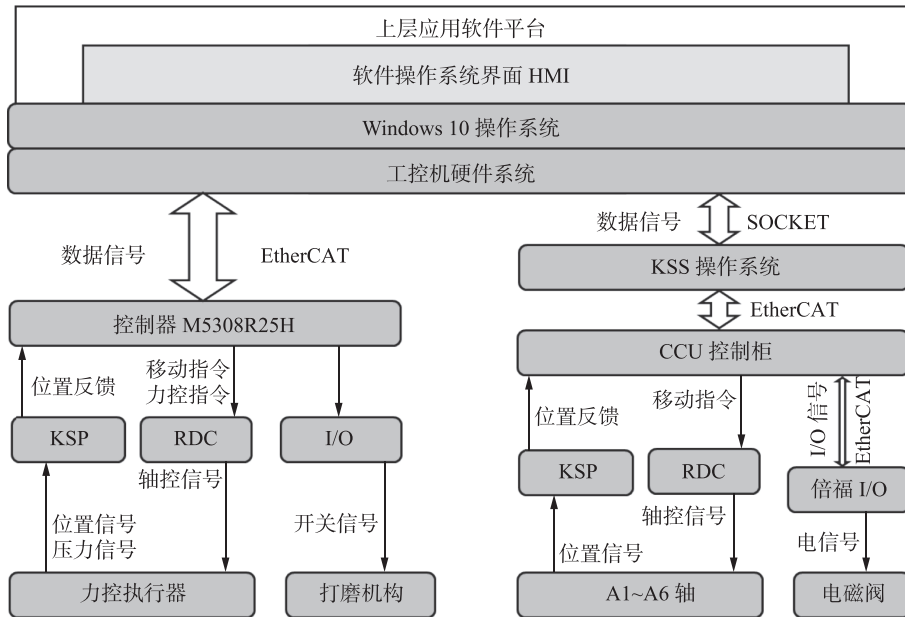 上层应用软件平台
软件操作系统界面 HMI
Windows 10 操作系统
工控机硬件系统
数据信号
EtherCAT
数据信号
SOCKET
KSS 操作系统
EtherCAT
控制器 M5308R25H
CCU 控制柜
位置反馈
移动指令
力控指令
KSP
RDC
I/O
轴控信号
位置信号
压力信号
开关信号
力控执行器
打磨机构
位置反馈
移动指令
I/O 信号
EtherCAT
KSP
RDC
倍福 I/O
轴控信号
位置信号
电信号
A1~A6 轴
电磁阀